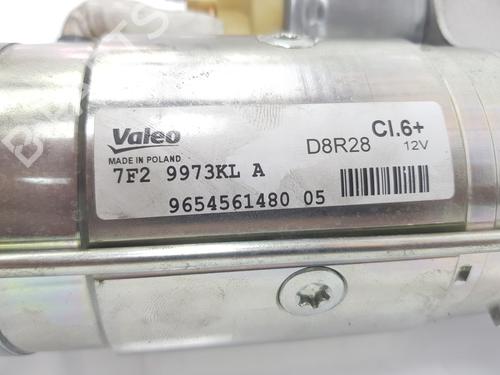 Valeo
MADE IN POLAND
D8R28 Cl.6+
12V
7F2 9973KL A
9654561480 05